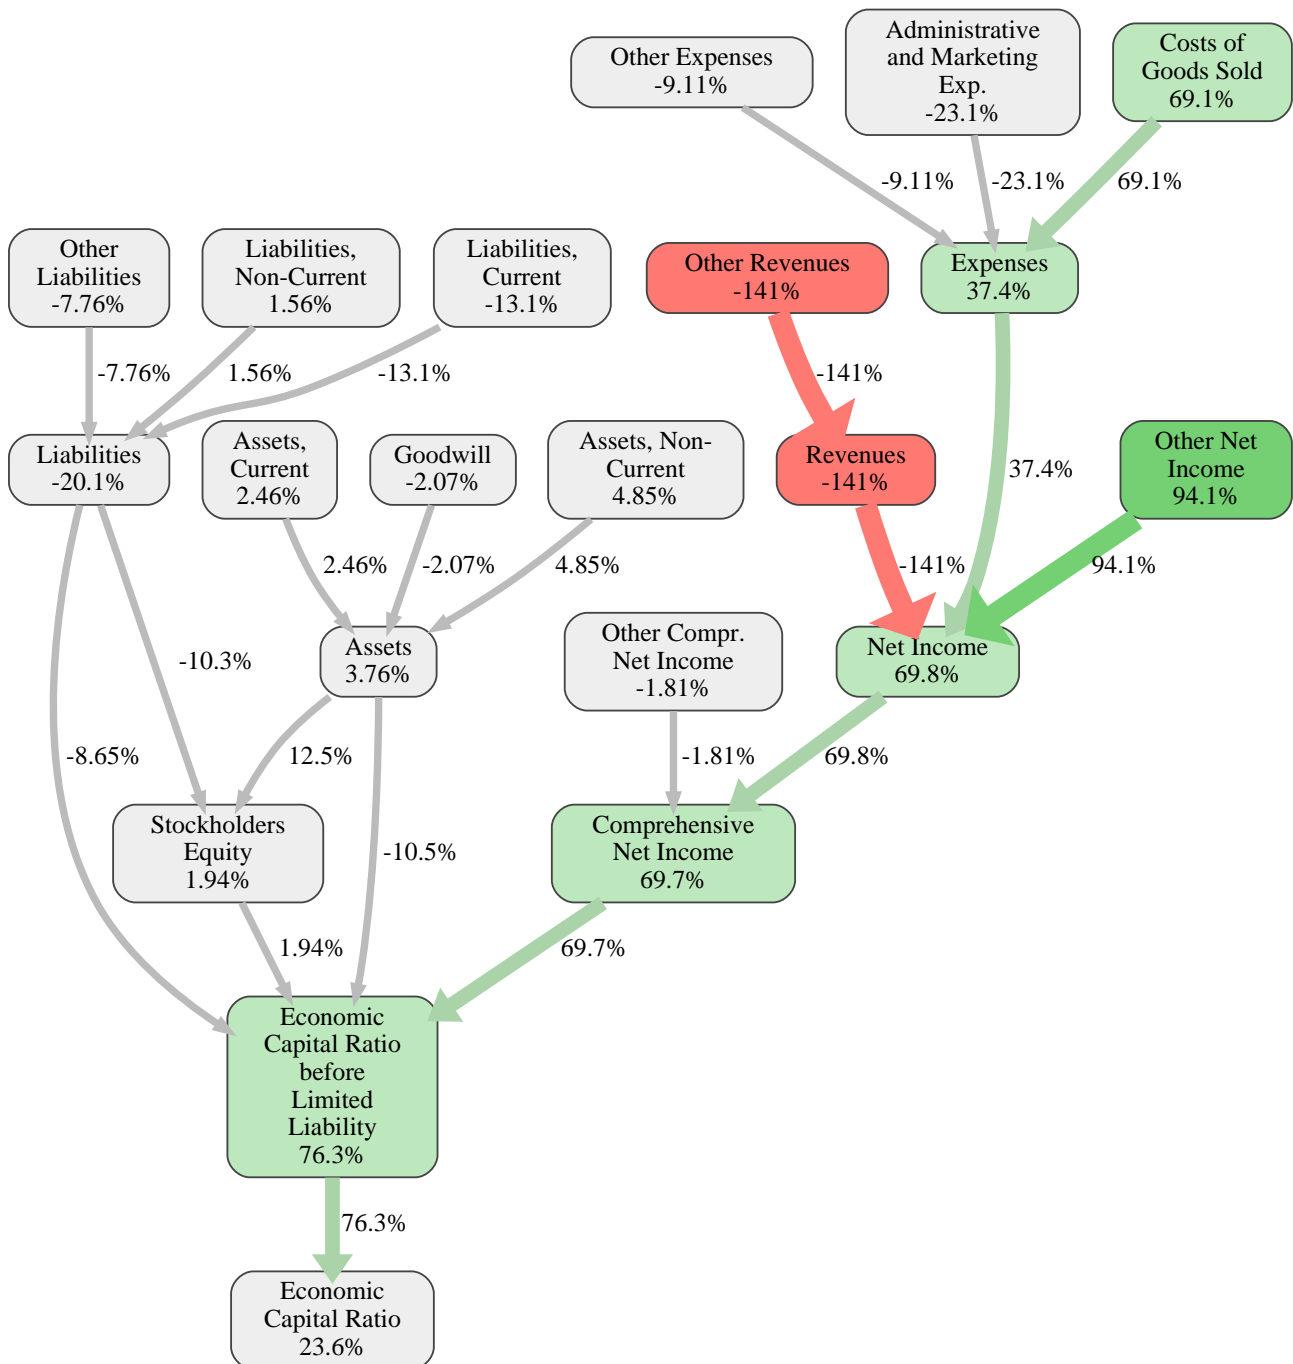 Other Expenses
-9.11%
Administrative
and Marketing
Exp.
-23.1%
Costs of
Goods Sold
69.1%
-9.11%
-23.1%
69.1%
Other
Liabilities
-7.76%
Liabilities,
Non-Current
1.56%
Liabilities,
Current
-13.1%
Other Revenues
-141%
Expenses
37.4%
-7.76%
1.56%
-13.1%
-141%
Liabilities
-20.1%
Assets,
Current
2.46%
Goodwill
-2.07%
Assets, Non-
Current
4.85%
Revenues
-141%
37.4%
Other Net
Income
94.1%
2.46%
-2.07%
4.85%
-141%
94.1%
-10.3%
Assets
3.76%
Other Compr.
Net Income
-1.81%
Net Income
69.8%
-8.65%
12.5%
-1.81%
69.8%
Stockholders
Equity
1.94%
-10.5%
Comprehensive
Net Income
69.7%
1.94%
69.7%
Economic
Capital Ratio
before
Limited
Liability
76.3%
76.3%
Economic
Capital Ratio
23.6%